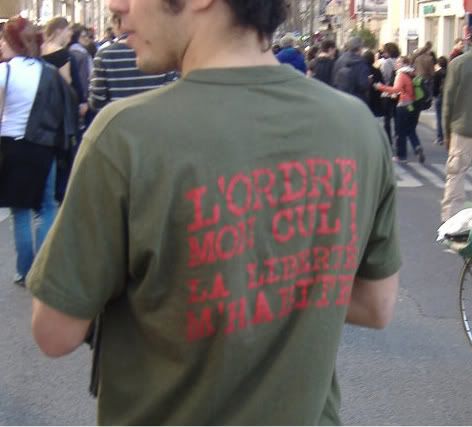 L'ORDRE
MON CUL !
LA LIBERTÉ
M'HABITE